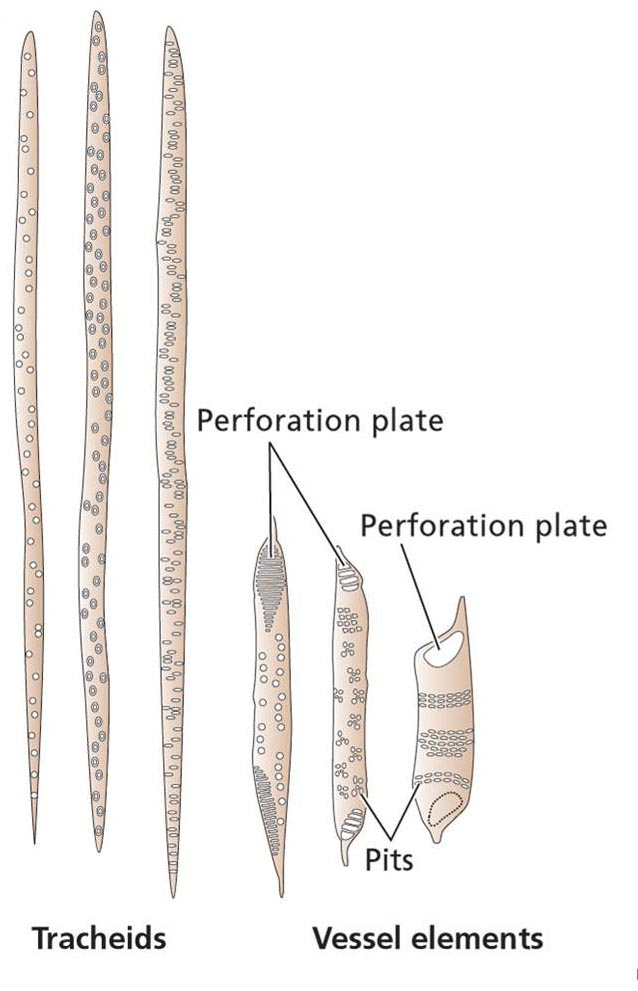 Perforation plate
Perforation plate
Pits
Tracheids
Vessel elements